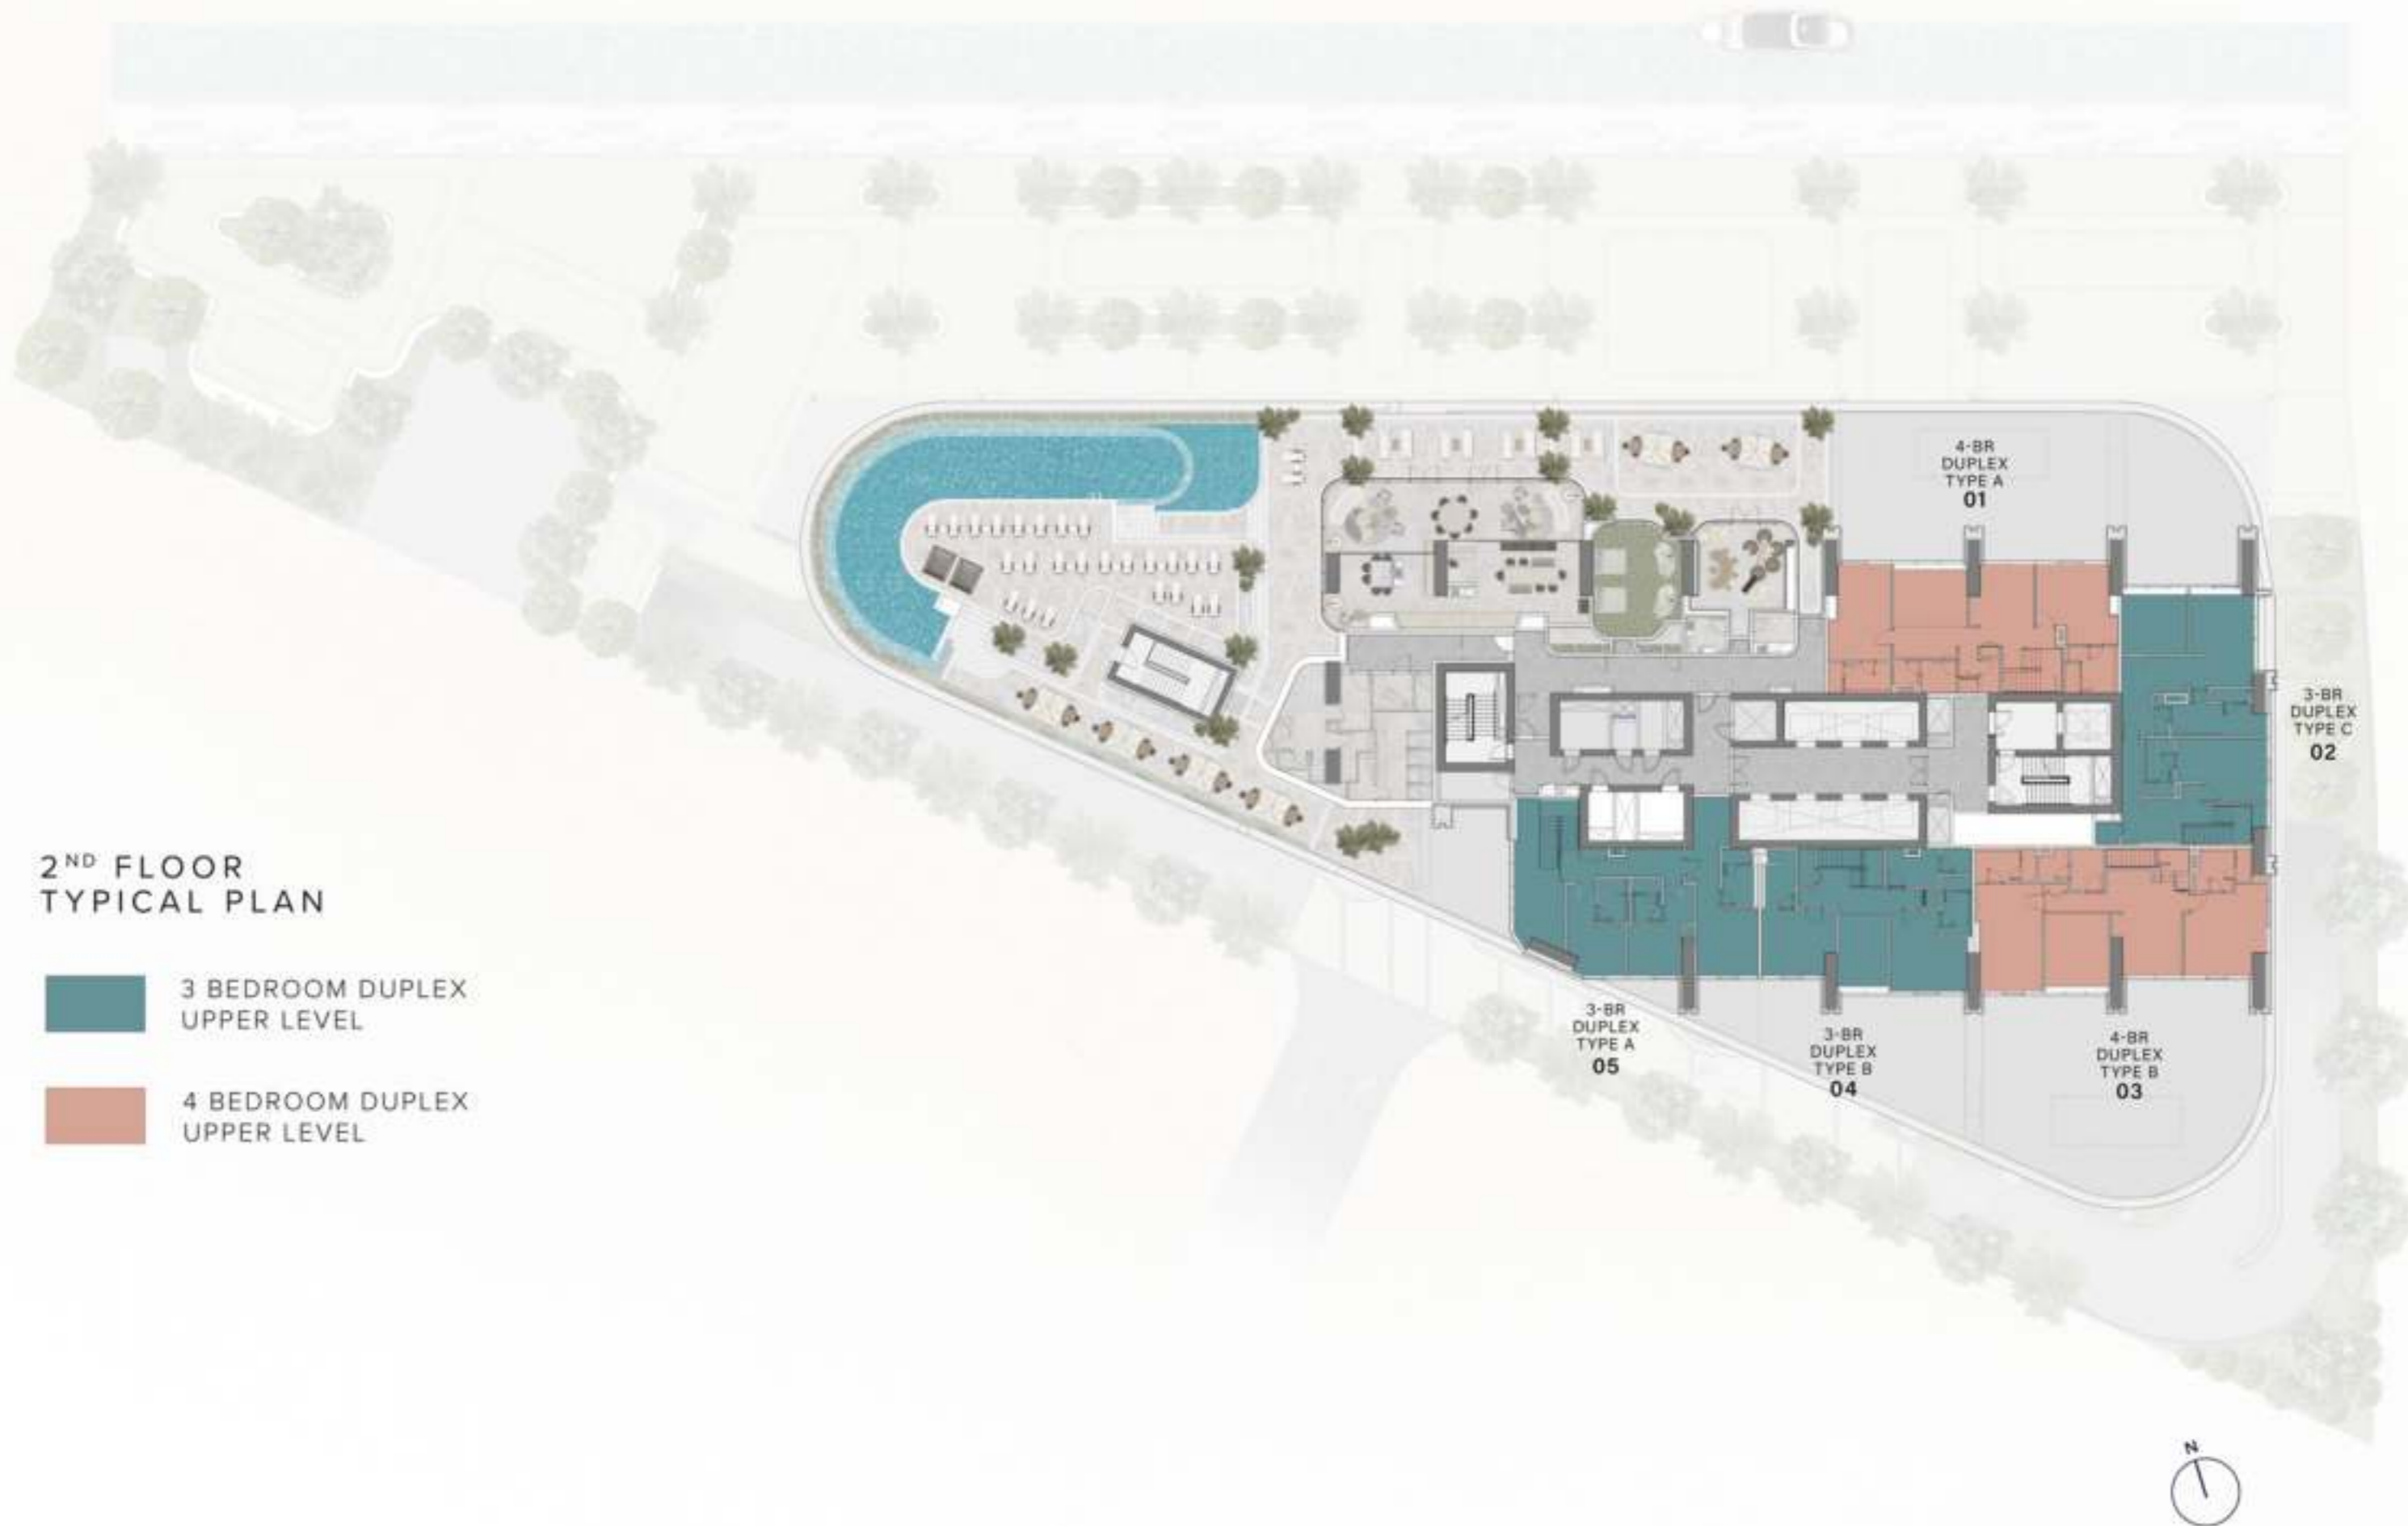 4-BR
DUPLEX
TYPE A
01
3-BR
DUPLEX
TYPE C
02
2ND FLOOR
TYPICAL PLAN
3 BEDROOM DUPLEX
UPPER LEVEL
4 BEDROOM DUPLEX
UPPER LEVEL
3-BR
DUPLEX
TYPE A
05
3-BR
DUPLEX
TYPE B
04
4-BR
DUPLEX
TYPE B
03
N